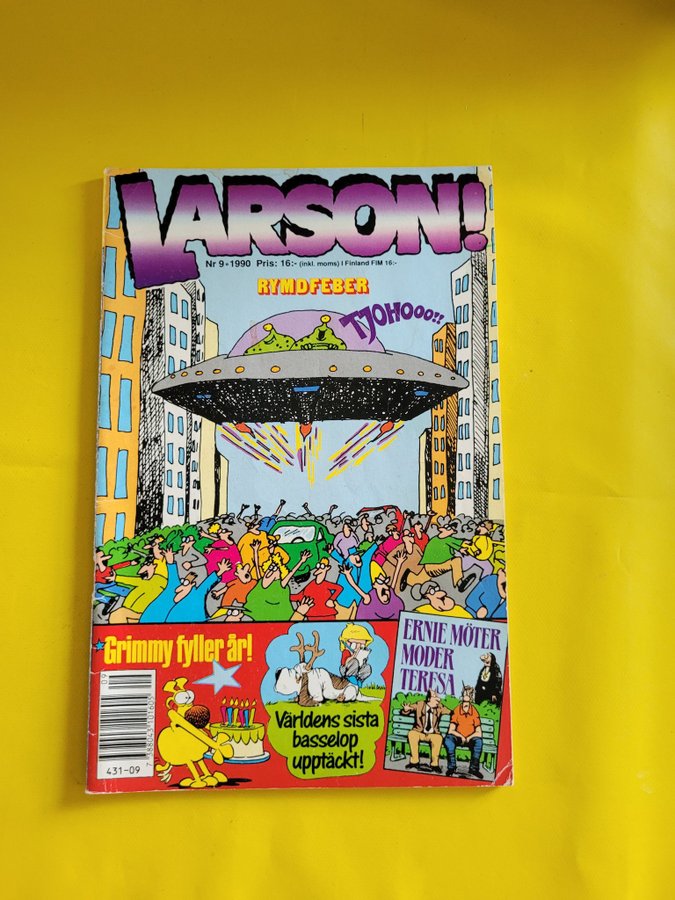 LARSON!
Nr 9 • 1990 Pris: 16:- (inkl. moms) I Finland FIM 16:-
RYMDFEBER
TJOHOOO!!
Grimmy fyller år!
Världens sista
basselop
upptäckt!
ERNIE MÖTER
MODER
TERESA
09
431-09